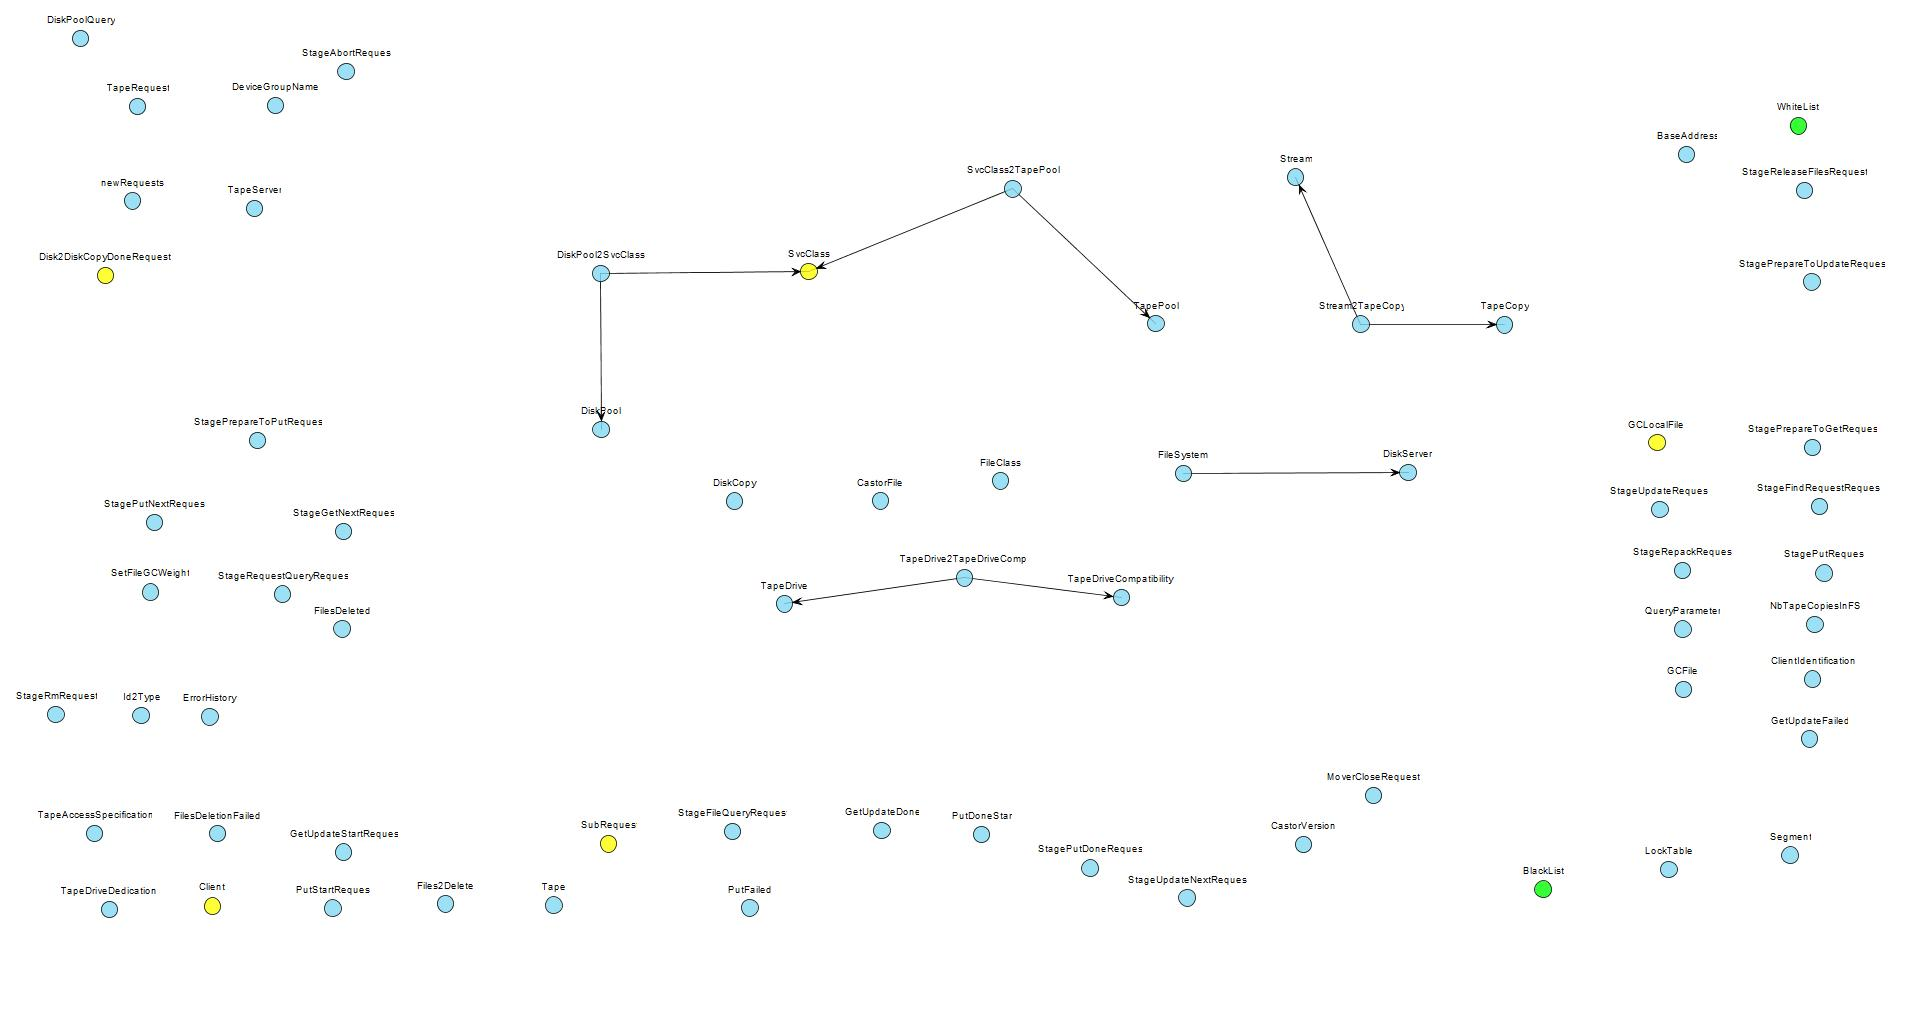 DiskPoolQuery
StageAbortReques
TapeRequest
DeviceGroupName
WhiteList
BaseAddress
Stream
SvcClass2TapePool
StageReleaseFilesRequest
newRequests
TapeServer
DiskPool2SvcClass
SvcClass
Disk2DiskCopyDoneRequest
StagePrepareToUpdateReques
TapePool
Stream2TapeCopy
TapeCopy
DiskPool
StagePrepareToPutReques
GCLocalFile
StagePrepareToGetReques
FileClass
FileSystem
DiskServer
DiskCopy
CastorFile
StageUpdateReques
StageFindRequestReques
StagePutNextReques
StageGetNextReques
StageRepackReques
StagePutReques
TapeDrive2TapeDriveComp
SetFileGCWeight
StageRequestQueryReques
TapeDrive
TapeDriveCompatibility
FilesDeleted
QueryParameter
NbTapeCopiesInFS
GCFile
ClientIdentification
StageRmRequest
Id2Type
ErrorHistory
GetUpdateFailed
MoverCloseRequest
TapeAccessSpecification
FilesDeletionFailed
GetUpdateStartReques
SubReques
StageFileQueryReques
GetUpdateDone
PutDoneStar
CastorVersion
StagePutDoneReques
LockTable
Segment
StageUpdateNextReques
BlackList
TapeDriveDedication
Client
PutStartReques
Files2Delete
Tape
PutFailed